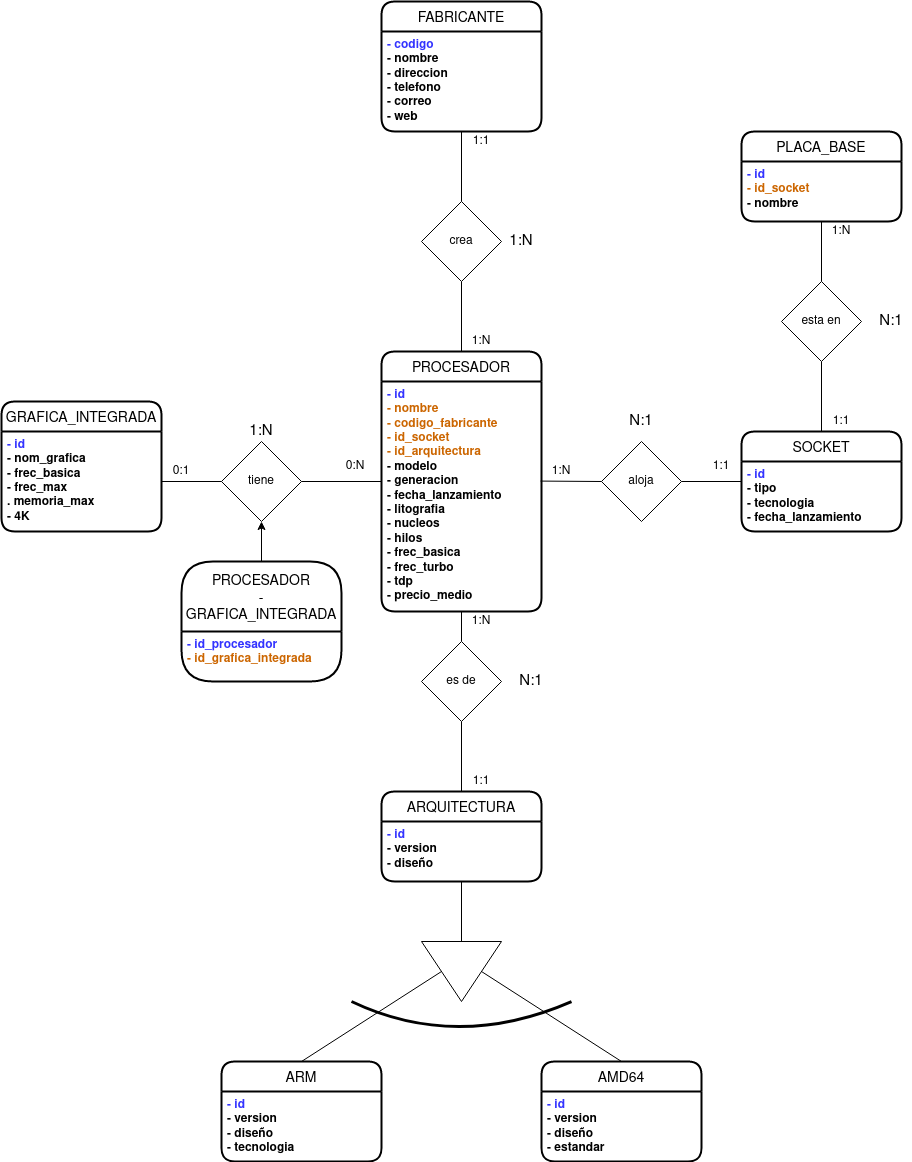 FABRICANTE
- codigo
- nombre
- direccion
- telefono
- correo
- web
1:1
crea
1:N
1:N
PLACA_BASE
- id
- id_socket
- nombre
1:N
esta en
N:1
1:1
SOCKET
- id
- tipo
- tecnologia
- fecha_lanzamiento
PROCESADOR
- id
- nombre
- codigo_fabricante
- id_socket
- id_arquitectura
- modelo
- generacion
- fecha_lanzamiento
- litografia
- nucleos
- hilos
- frec_basica
- frec_turbo
- tdp
- precio_medio
N:1
1:N
aloja
1:1
GRAFICA_INTEGRADA
- id
- nom_grafica
- frec_basica
- frec_max
. memoria_max
- 4K
1:N
0:1
tiene
0:N
PROCESADOR
-
GRAFICA_INTEGRADA
- id_procesador
- id_grafica_integrada
1:N
es de
N:1
1:1
ARQUITECTURA
- id
- version
- diseño
ARM
- id
- version
- diseño
- tecnologia
AMD64
- id
- version
- diseño
- estandar